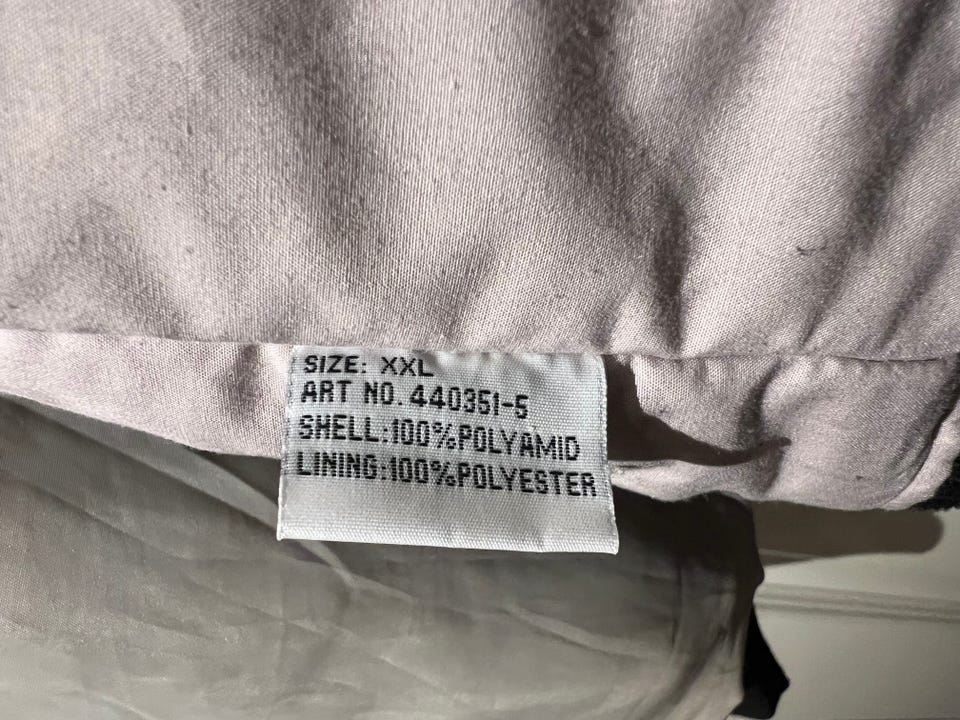 SIZE: XXL
ART NO. 440351-5
SHELL:100%POLYAMID
LINING:100%POLYESTER